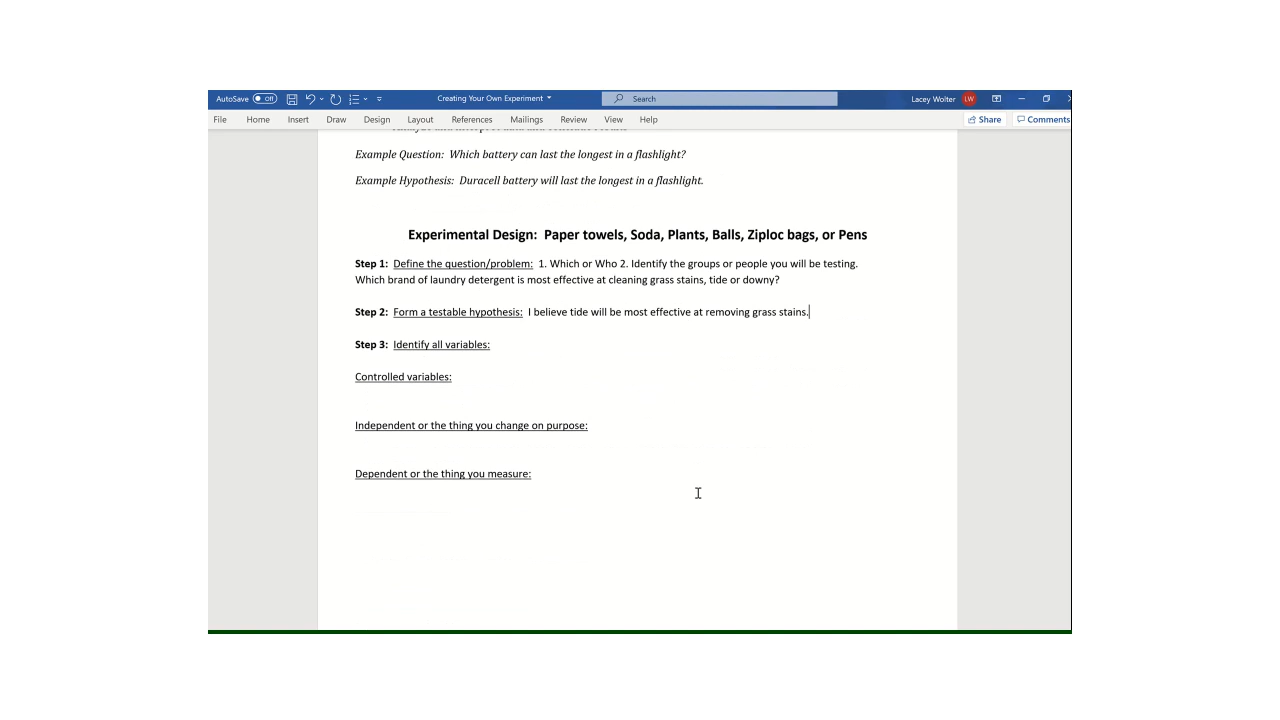 AutoSave Off Creating Your Own Experiment Search Lacey Wolter LW
File Home Insert Draw Design Layout References Mailings Review View Help Share Comments
Example Question: Which battery can last the longest in a flashlight?
Example Hypothesis: Duracell battery will last the longest in a flashlight.
Experimental Design: Paper towels, Soda, Plants, Balls, Ziploc bags, or Pens
Step 1: Define the question/problem: 1. Which or Who 2. Identify the groups or people you will be testing.
Which brand of laundry detergent is most effective at cleaning grass stains, tide or downy?
Step 2: Form a testable hypothesis: I believe tide will be most effective at removing grass stains.
Step 3: Identify all variables:
Controlled variables:
Independent or the thing you change on purpose:
Dependent or the thing you measure: